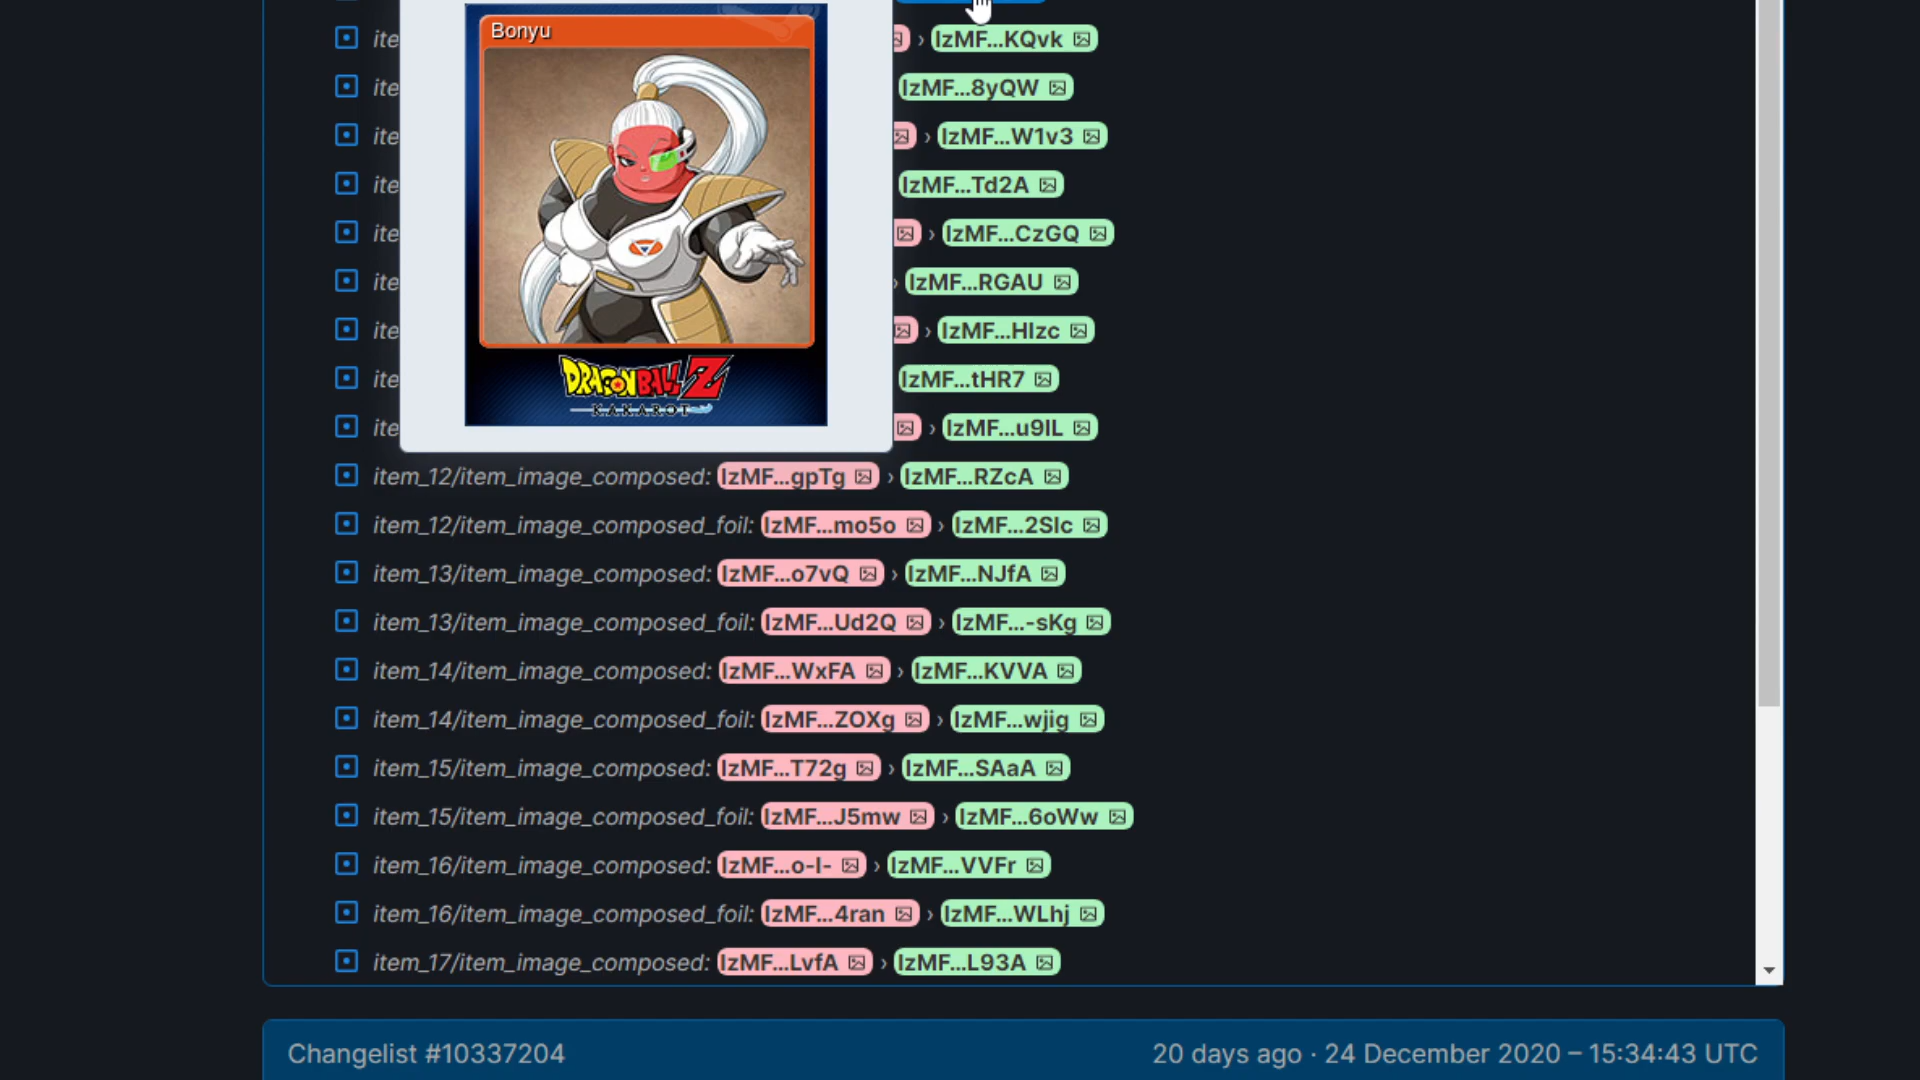 Bonyu
ite › IzMF...KQvk
ite IzMF...8yQW
ite › IzMF...W1v3
ite IzMF...Td2A
ite › IzMF...CzGQ
ite › IzMF...RGAU
ite › IzMF...HIzc
ite IzMF...tHR7
DRAGONBALL Z
KAKAROT
ite › IzMF...u9IL
item_12/item_image_composed: IzMF...gpTg › IzMF...RZcA
item_12/item_image_composed_foil: IzMF...mo5o › IzMF...2SIc
item_13/item_image_composed: IzMF...o7vQ › IzMF...NJfA
item_13/item_image_composed_foil: IzMF...Ud2Q › IzMF...-sKg
item_14/item_image_composed: IzMF...WxFA › IzMF...KVVA
item_14/item_image_composed_foil: IzMF...ZOXg › IzMF...wjig
item_15/item_image_composed: IzMF...T72g › IzMF...SAaA
item_15/item_image_composed_foil: IzMF...J5mw › IzMF...6oWw
item_16/item_image_composed: IzMF...o-I- › IzMF...VVFr
item_16/item_image_composed_foil: IzMF...4ran › IzMF...WLhj
item_17/item_image_composed: IzMF...LvfA › IzMF...L93A
Changelist #10337204 20 days ago · 24 December 2020 – 15:34:43 UTC